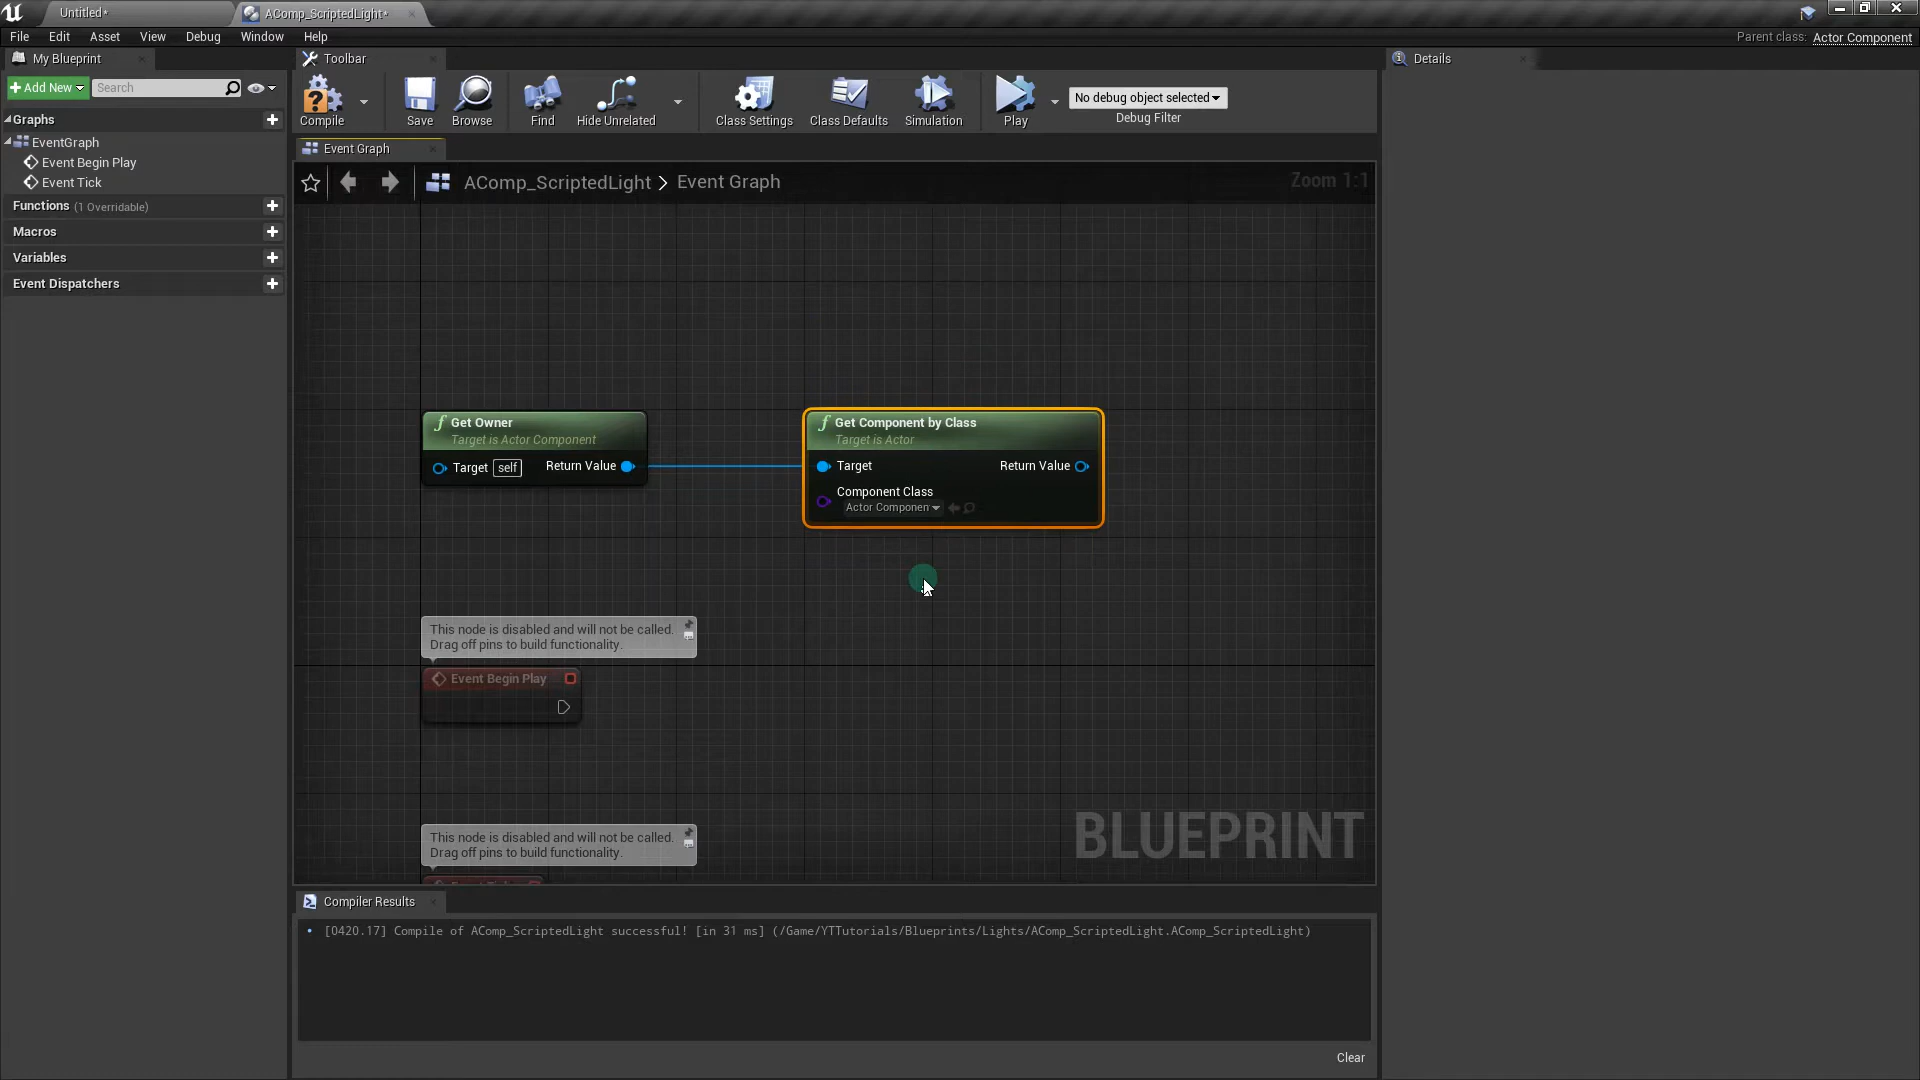 Untitled*
AComp_ScriptedLight*
File Edit Asset View Debug Window Help
Parent class: Actor Component
My Blueprint
Toolbar
Details
Add New
Search
Compile
Save
Browse
Find
Hide Unrelated
Class Settings
Class Defaults
Simulation
Play
No debug object selected
Debug Filter
Graphs
EventGraph
Event Begin Play
Event Tick
Functions (1 Overridable)
Macros
Variables
Event Dispatchers
Event Graph
AComp_ScriptedLight > Event Graph
Zoom 1:1
Get Owner
Target is Actor Component
Target self Return Value
Get Component by Class
Target is Actor
Target Return Value
Component Class
Actor Componen
This node is disabled and will not be called.
Drag off pins to build functionality.
Event Begin Play
This node is disabled and will not be called.
Drag off pins to build functionality.
BLUEPRINT
Compiler Results
• [0420.17] Compile of AComp_ScriptedLight successful! [in 31 ms] (/Game/YTTutorials/Blueprints/Lights/AComp_ScriptedLight.AComp_ScriptedLight)
Clear